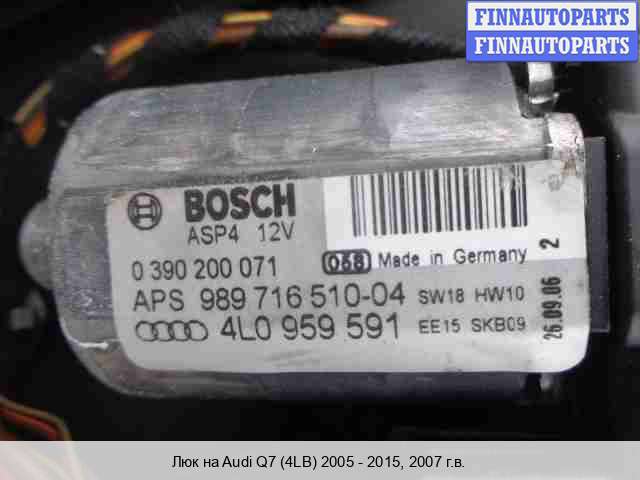 FINNAUTOPARTS
FINNAUTOPARTS
BOSCH
ASP4 12V
0 390 200 071
068 Made in Germany
APS 989 716 510-04 SW18 HW10
4L0 959 591 EE15 SKB09
26.09.06 2
Люк на Audi Q7 (4LB) 2005 - 2015, 2007 г.в.